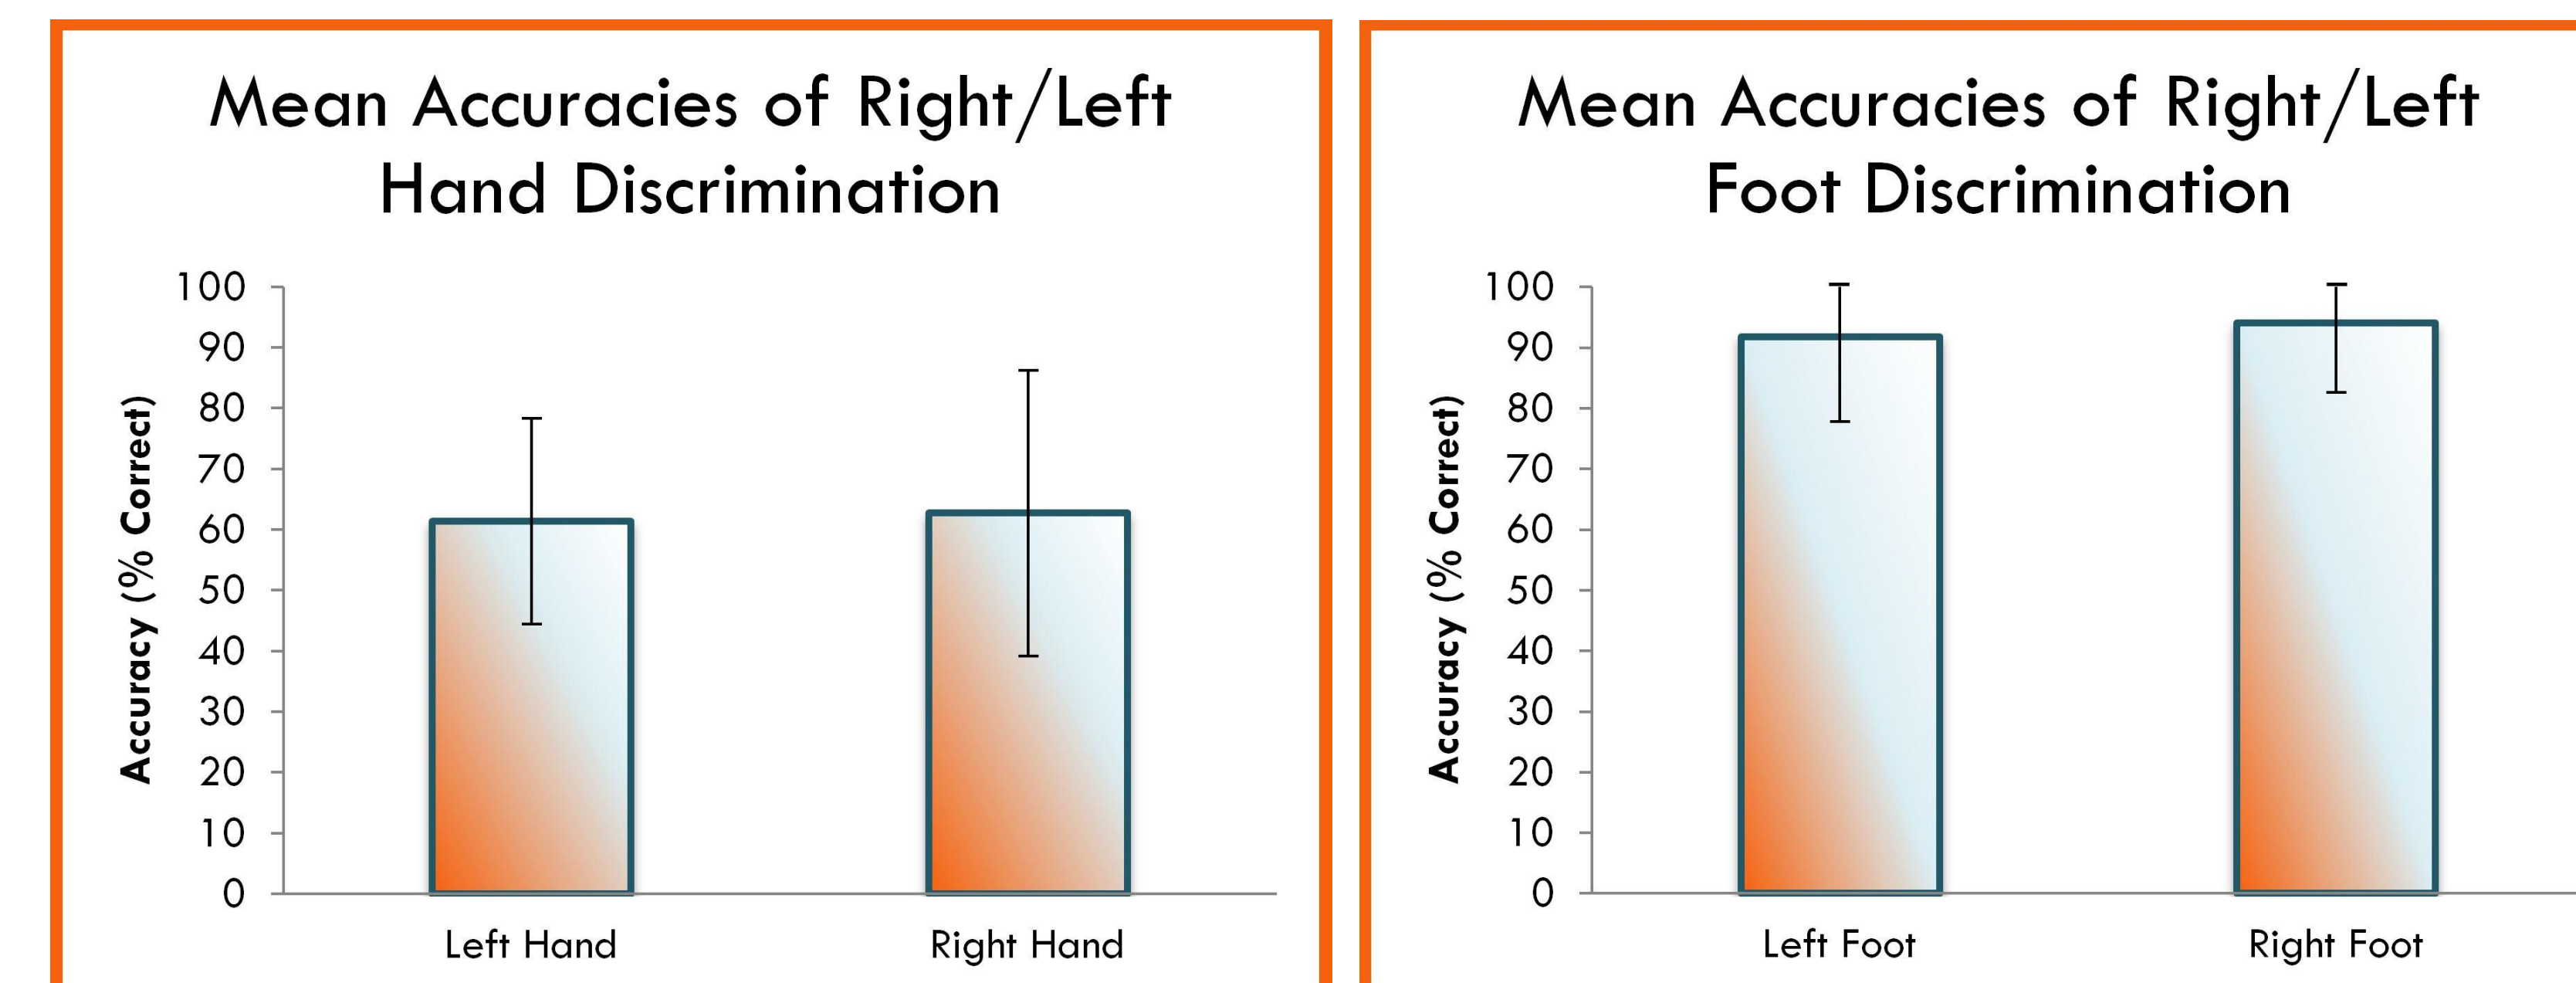 Mean Accuracies of Right/Left
Hand Discrimination
Accuracy (% Correct)
100
90
80
70
60
50
40
30
20
10
0
Left Hand
Right Hand
Mean Accuracies of Right/Left
Foot Discrimination
Accuracy (% Correct)
100
90
80
70
60
50
40
30
20
10
0
Left Foot
Right Foot